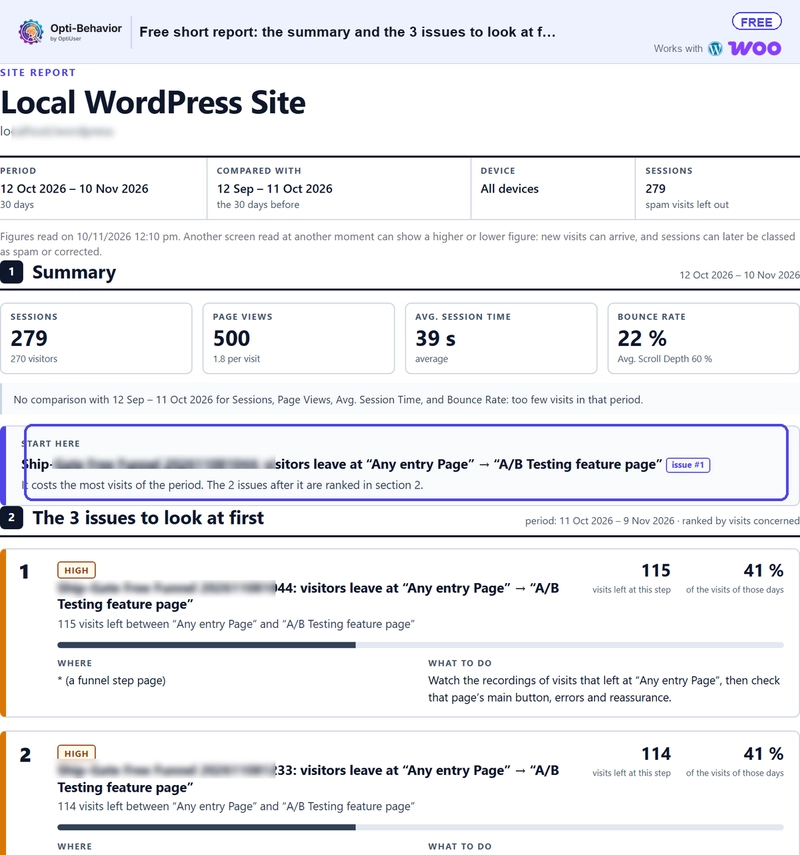 Opti-Behavior
by OptiUser
Free short report: the summary and the 3 issues to look at f…
FREE
Works with WOO
SITE REPORT
Local WordPress Site
lo
PERIOD
12 Oct 2026 – 10 Nov 2026
30 days
COMPARED WITH
12 Sep – 11 Oct 2026
the 30 days before
DEVICE
All devices
SESSIONS
279
spam visits left out
Figures read on 10/11/2026 12:10 pm. Another screen read at another moment can show a higher or lower figure: new visits can arrive, and sessions can later be classed
as spam or corrected.
1 Summary
12 Oct 2026 – 10 Nov 2026
SESSIONS
279
270 visitors
PAGE VIEWS
500
1.8 per visit
AVG. SESSION TIME
39 s
average
BOUNCE RATE
22 %
Avg. Scroll Depth 60 %
No comparison with 12 Sep – 11 Oct 2026 for Sessions, Page Views, Avg. Session Time, and Bounce Rate: too few visits in that period.
START HERE
Ship- sitors leave at “Any entry Page” → “A/B Testing feature page” issue #1
It costs the most visits of the period. The 2 issues after it are ranked in section 2.
2 The 3 issues to look at first
period: 11 Oct 2026 – 9 Nov 2026 · ranked by visits concerned
1
HIGH
044: visitors leave at “Any entry Page” → “A/B
Testing feature page”
115 visits left between “Any entry Page” and “A/B Testing feature page”
115
visits left at this step
41 %
of the visits of those days
WHERE
* (a funnel step page)
WHAT TO DO
Watch the recordings of visits that left at “Any entry Page”, then check
that page’s main button, errors and reassurance.
2
HIGH
233: visitors leave at “Any entry Page” → “A/B
Testing feature page”
114 visits left between “Any entry Page” and “A/B Testing feature page”
114
visits left at this step
41 %
of the visits of those days
WHERE
WHAT TO DO